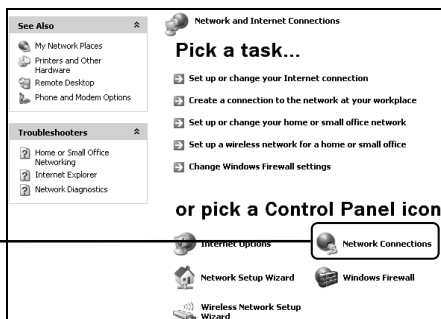 See Also
My Network Places
Printers and Other
Hardware
Remote Desktop
Phone and Modem Options
Troubleshooters
Home or Small Office
Networking
Internet Explorer
Network Diagnostics
Network and Internet Connections
Pick a task...
Set up or change your Internet connection
Create a connection to the network at your workplace
Set up or change your home or small office network
Set up a wireless network for a home or small office
Change Windows Firewall settings
or pick a Control Panel icon
Internet Options
Network Connections
Network Setup Wizard
Windows Firewall
Wireless Network Setup
Wizard